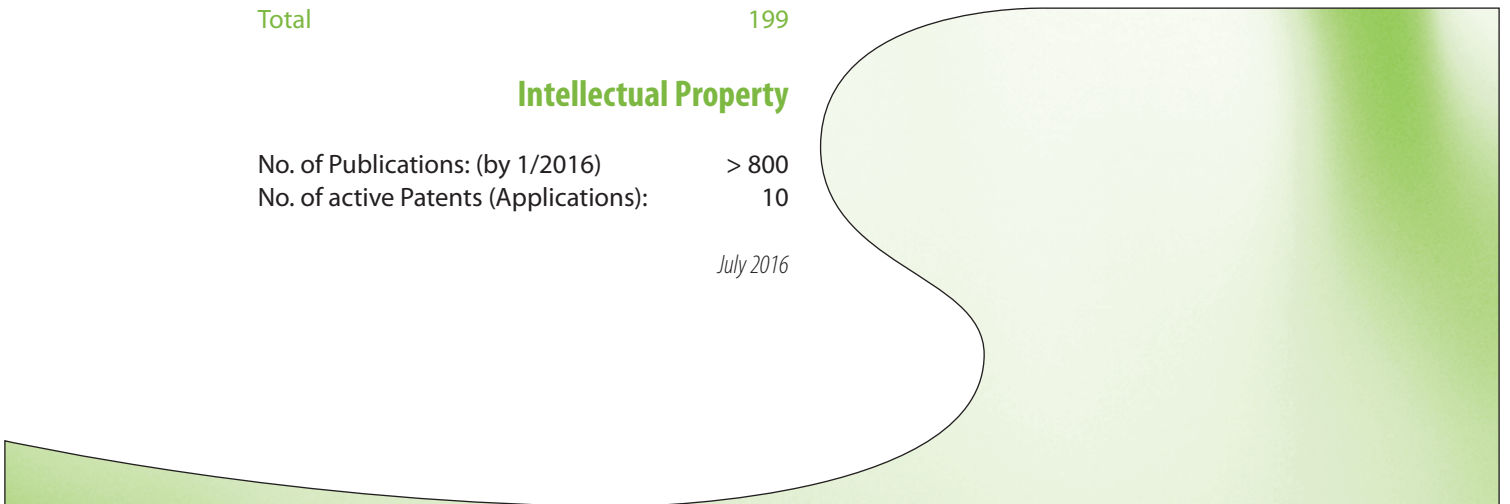 Total 199
Intellectual Property
No. of Publications: (by 1/2016) > 800
No. of active Patents (Applications): 10
July 2016